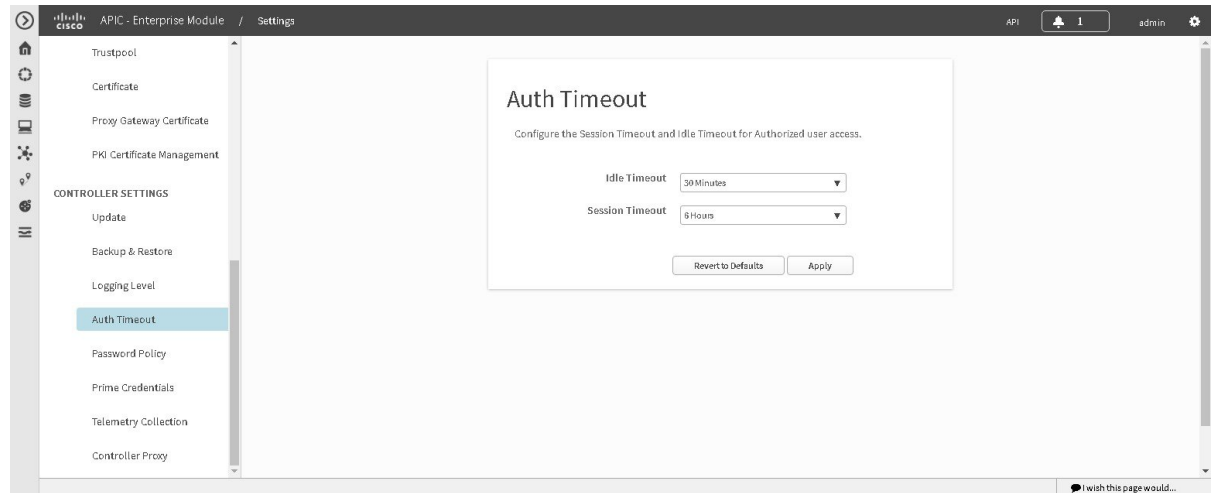 cisco APIC - Enterprise Module / Settings API 1 admin
Trustpool
Certificate
Proxy Gateway Certificate
PKI Certificate Management
CONTROLLER SETTINGS
Update
Backup & Restore
Logging Level
Auth Timeout
Password Policy
Prime Credentials
Telemetry Collection
Controller Proxy
Auth Timeout
Configure the Session Timeout and Idle Timeout for Authorized user access.
Idle Timeout 30 Minutes
Session Timeout 6 Hours
Revert to Defaults Apply
I wish this page would...